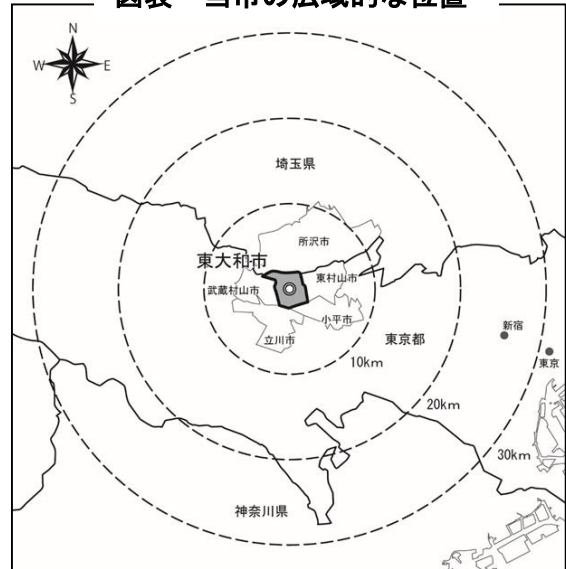 図表 当市の広域的な位置
N
W
E
S
埼玉県
所沢市
東大和市
東村山市
武蔵村山市
小平市
立川市
東京都
新宿
東京
10km
20km
30km
神奈川県